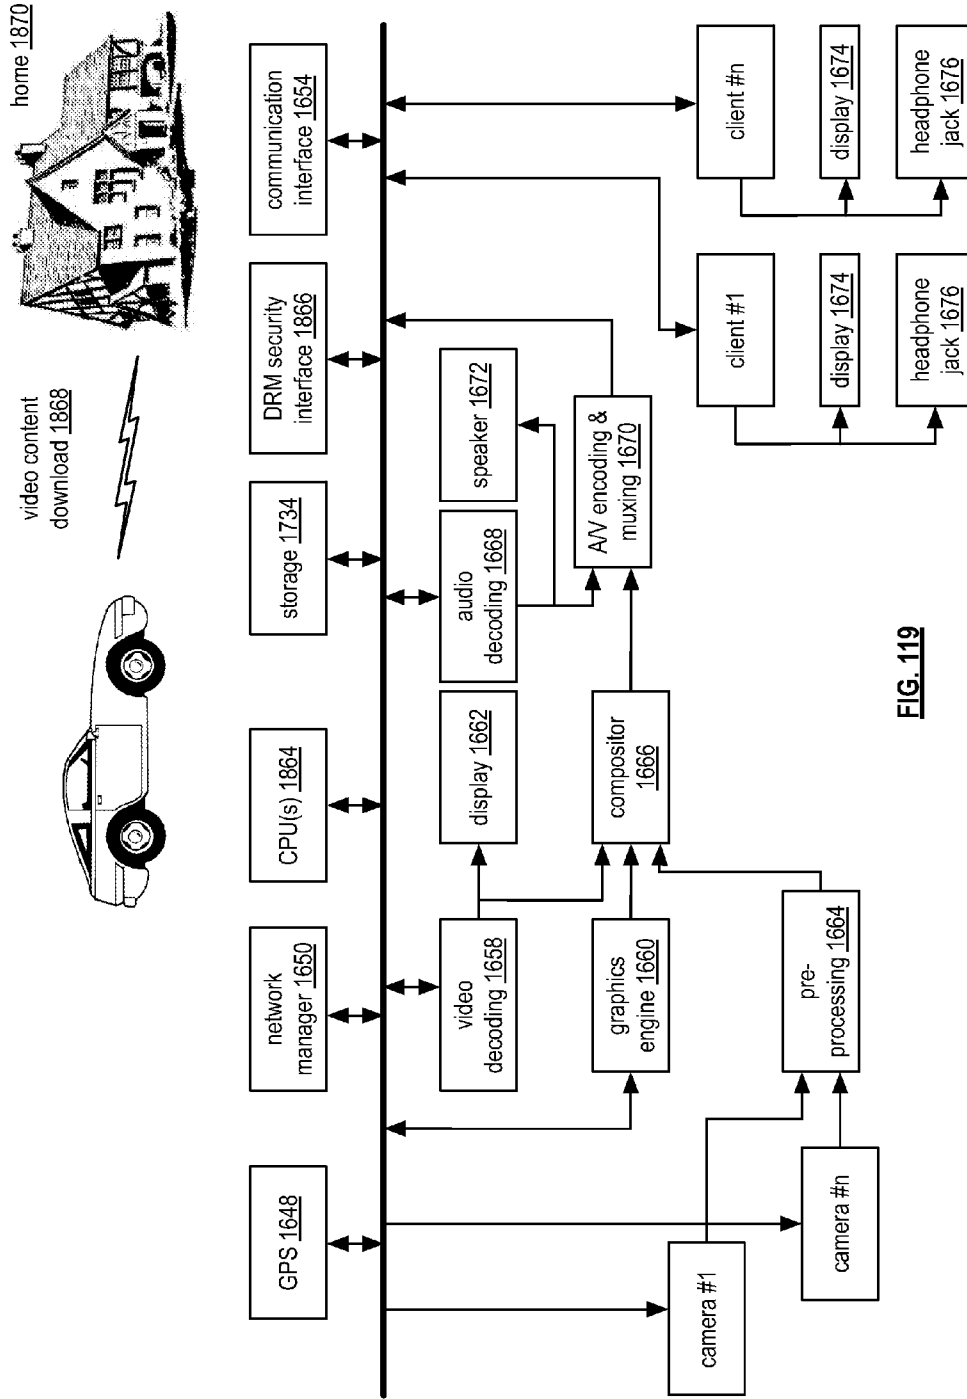 video content
download 1868
home 1870
GPS 1648
network
manager 1650
CPU(s) 1864
storage 1734
DRM security
interface 1866
communication
interface 1654
video
decoding 1658
display 1662
audio
decoding 1668
speaker 1672
graphics
engine 1660
compositor
1666
A/V encoding &
muxing 1670
camera #1
camera #n
pre-
processing 1664
client #1
display 1674
headphone
jack 1676
client #n
display 1674
headphone
jack 1676
FIG. 119